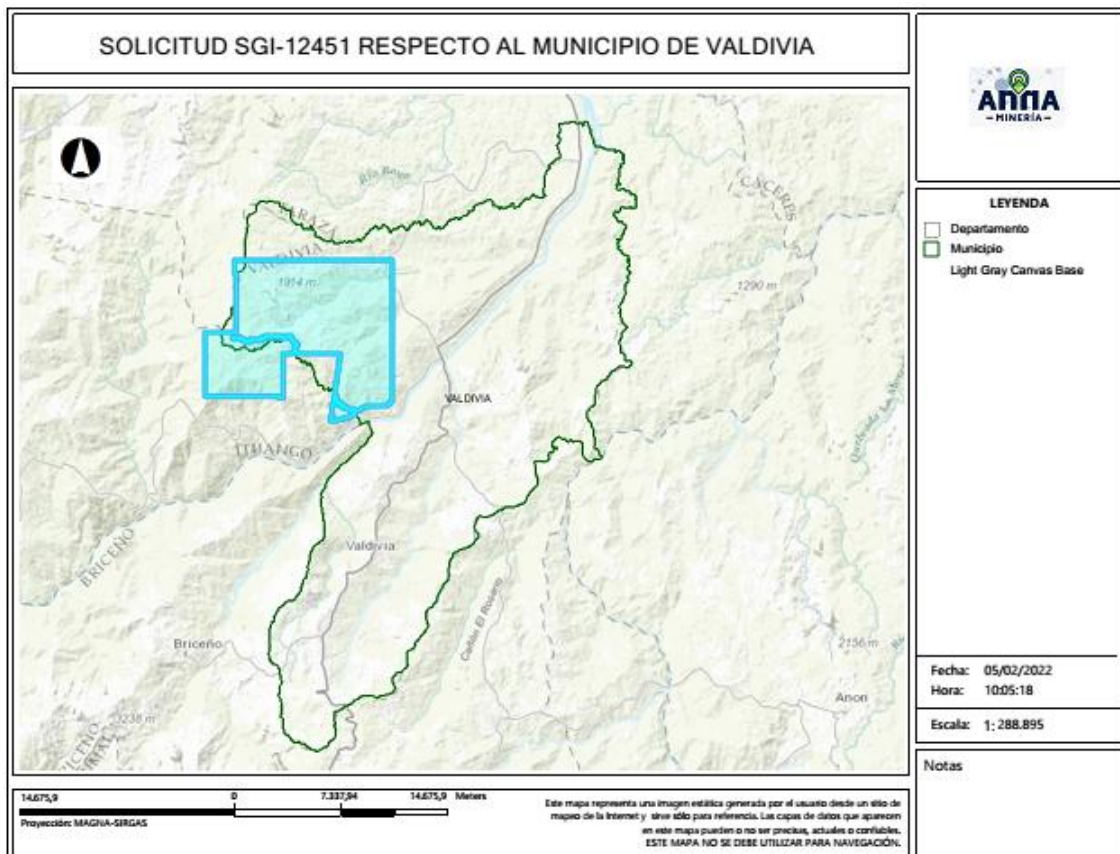 SOLICITUD SGI-12451 RESPECTO AL MUNICIPIO DE VALDIVIA
ANNA
–MINERÍA–
LEYENDA
Departamento
Municipio
Light Gray Canvas Base
CÁCERES
TARAZÁ
VALDIVIA
1914 m
1290 m
VALDIVIA
ITUANGO
Valdivia
BRICEÑO
Cañón El Rosario
Briceño
2156 m
Anorí
3238 m
Fecha: 05/02/2022
Hora: 10:05:18
Escala: 1: 288.895
Notas
14.675,9 0 7.337,94 14.675,9 Meters
Proyección: MAGNA-SIRGAS
Este mapa representa una imagen estática generada por el usuario desde un sitio de
mapeo de la Internet y sirve sólo para referencia. Las capas de datos que aparecen
en este mapa pueden o no ser precisas, actuales o confiables.
ESTE MAPA NO SE DEBE UTILIZAR PARA NAVEGACIÓN.